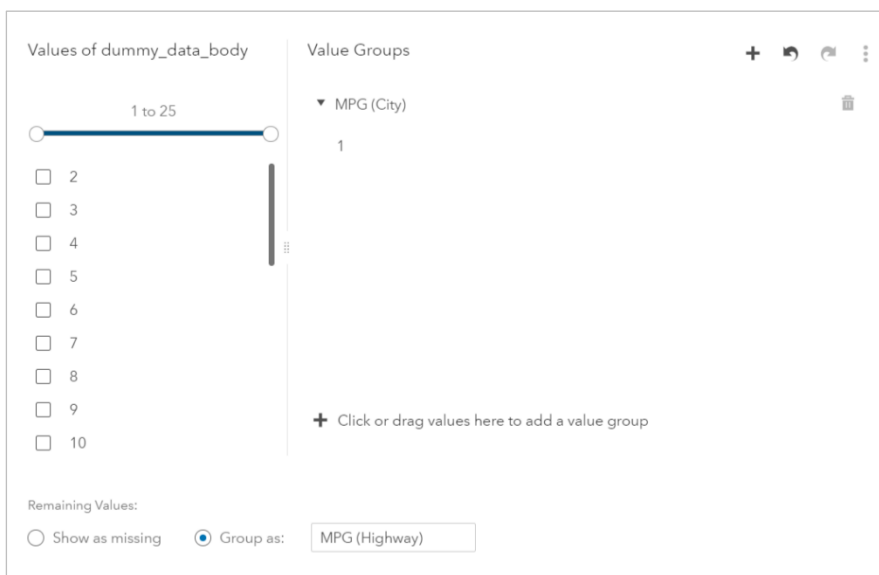 Values of dummy_data_body
1 to 25
2
3
4
5
6
7
8
9
10
Value Groups
MPG (City)
1
Click or drag values here to add a value group
Remaining Values:
Show as missing
Group as:
MPG (Highway)